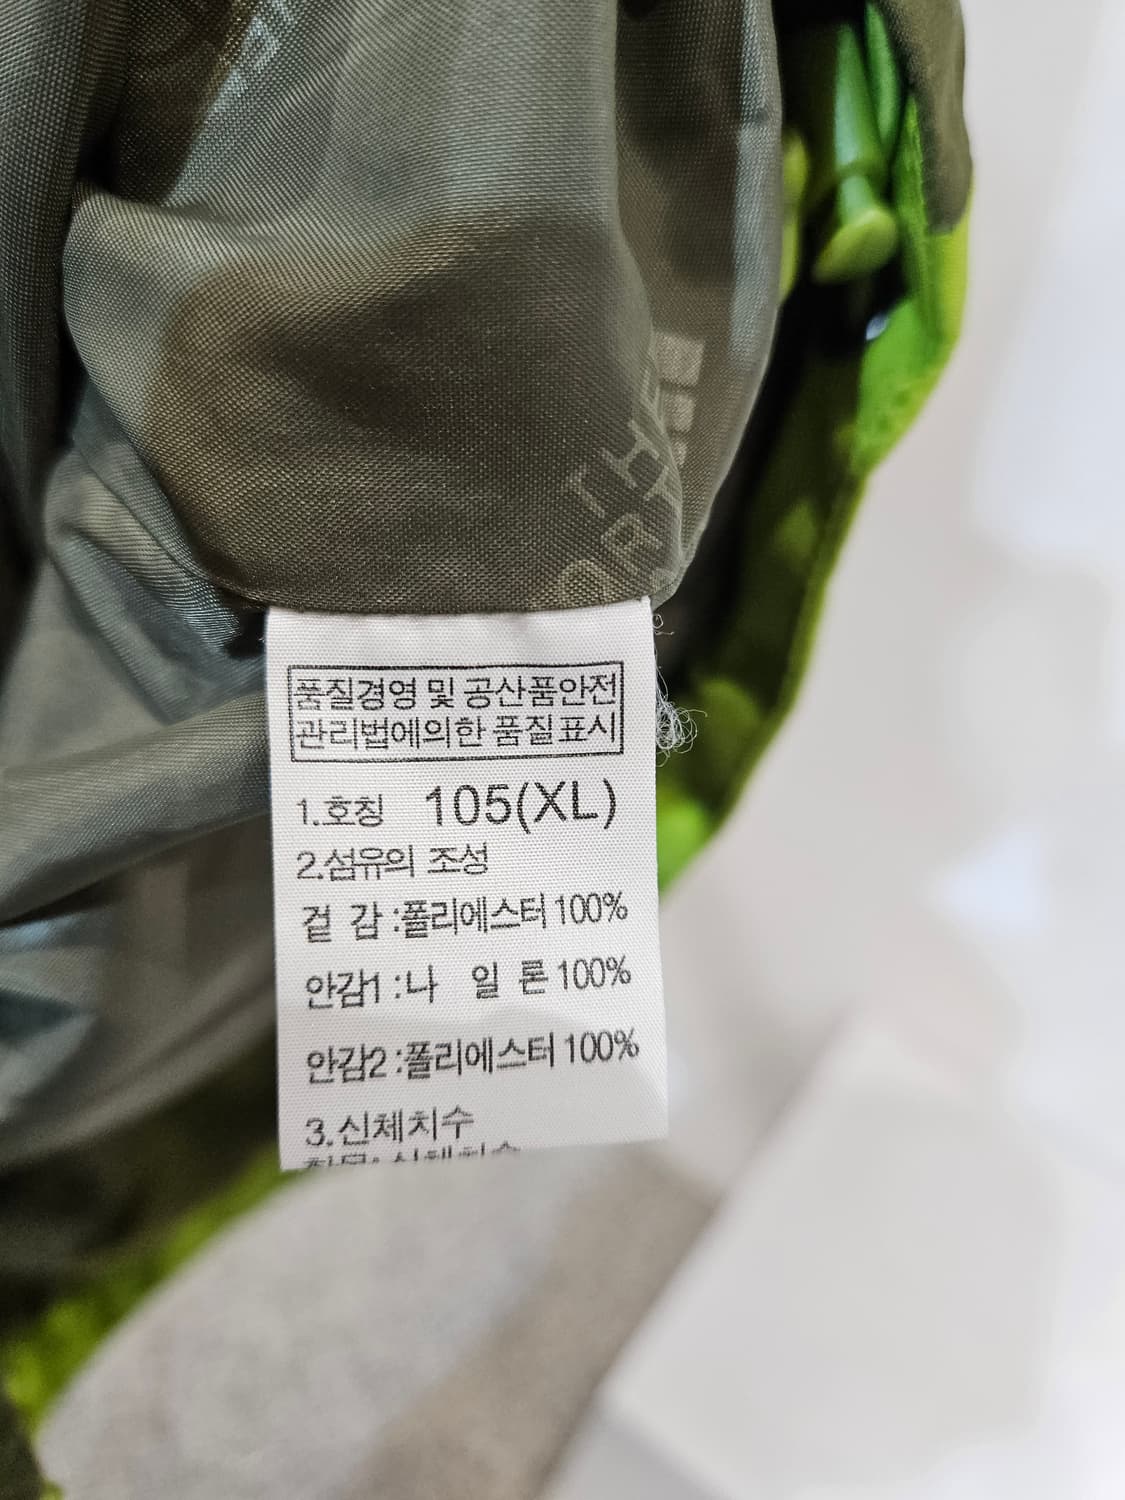 품질경영 및 공산품안전
관리법에의한 품질표시
1.호칭 105(XL)
2.섬유의 조성
겉 감 :폴리에스터 100%
안감1 :나 일 론 100%
안감2 :폴리에스터 100%
3.신체치수